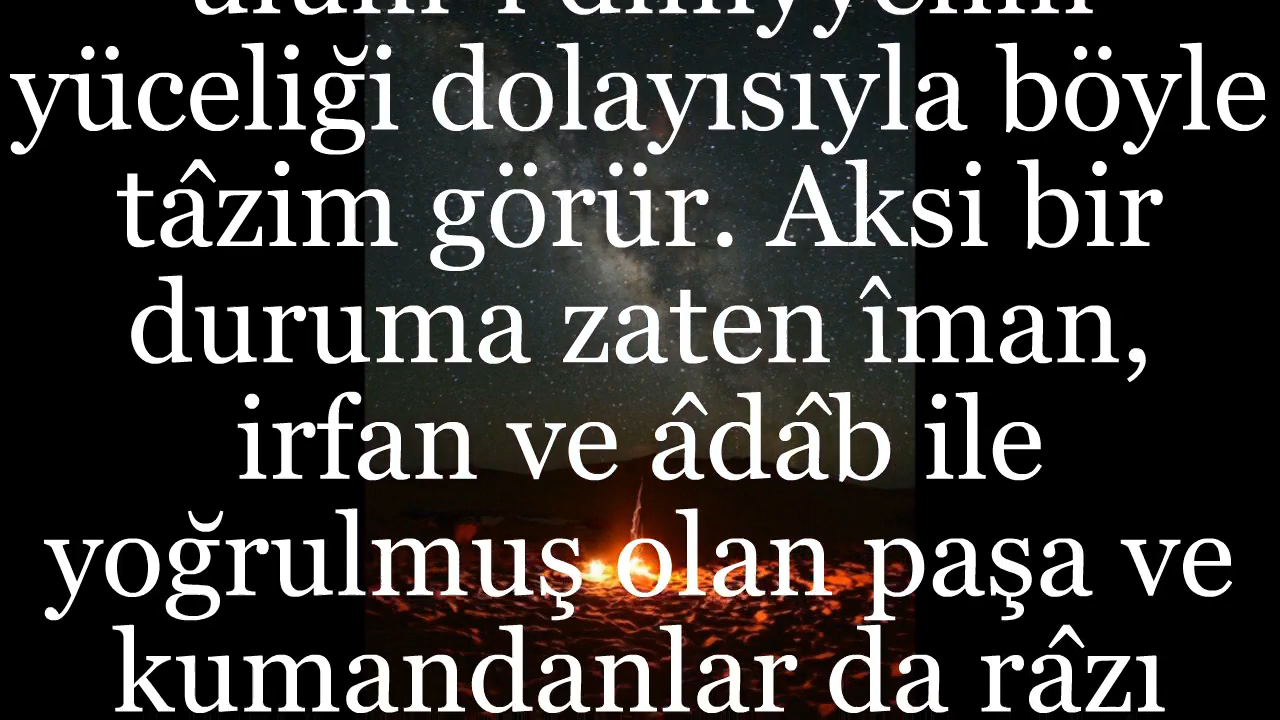 yüceliği dolayısıyla böyle
tâzim görür. Aksi bir
duruma zaten îman,
irfan ve âdâb ile
yoğrulmuş olan paşa ve
kumandanlar da râzı